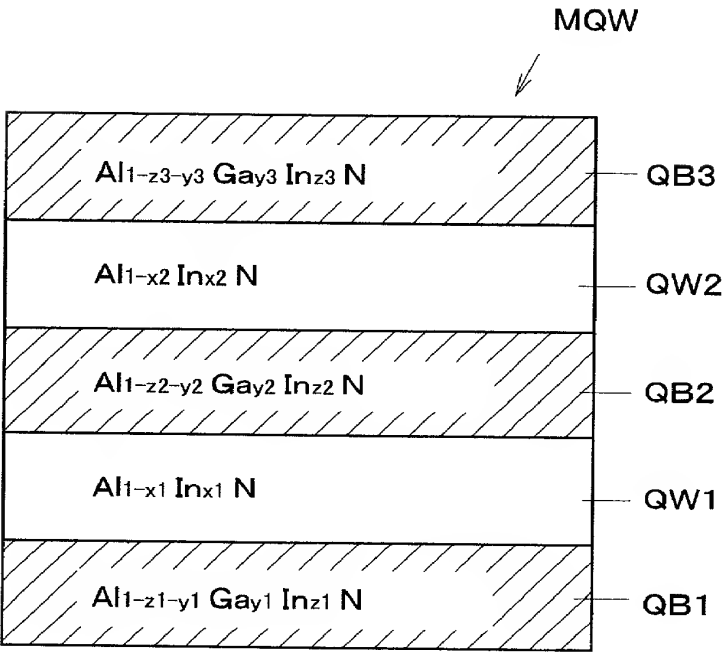 MQW
Al1-z3-y3 Gay3 Inz3 N QB3
Al1-x2 Inx2 N QW2
Al1-z2-y2 Gay2 Inz2 N QB2
Al1-x1 Inx1 N QW1
Al1-z1-y1 Gay1 Inz1 N QB1